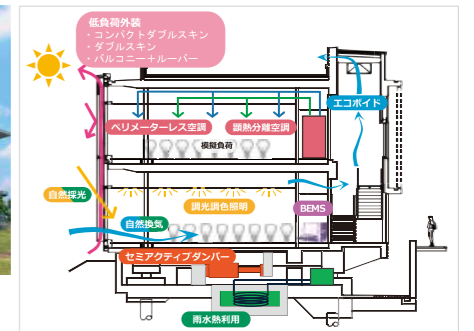 低負荷外装
・コンパクトダブルスキン
・ダブルスキン
・バルコニー+ルーバー
エコボイド
ペリメーターレス空調
顕熱分離空調
模擬負荷
自然採光
調光調色照明
BEMS
自然換気
セミアクティブダンパー
雨水熱利用